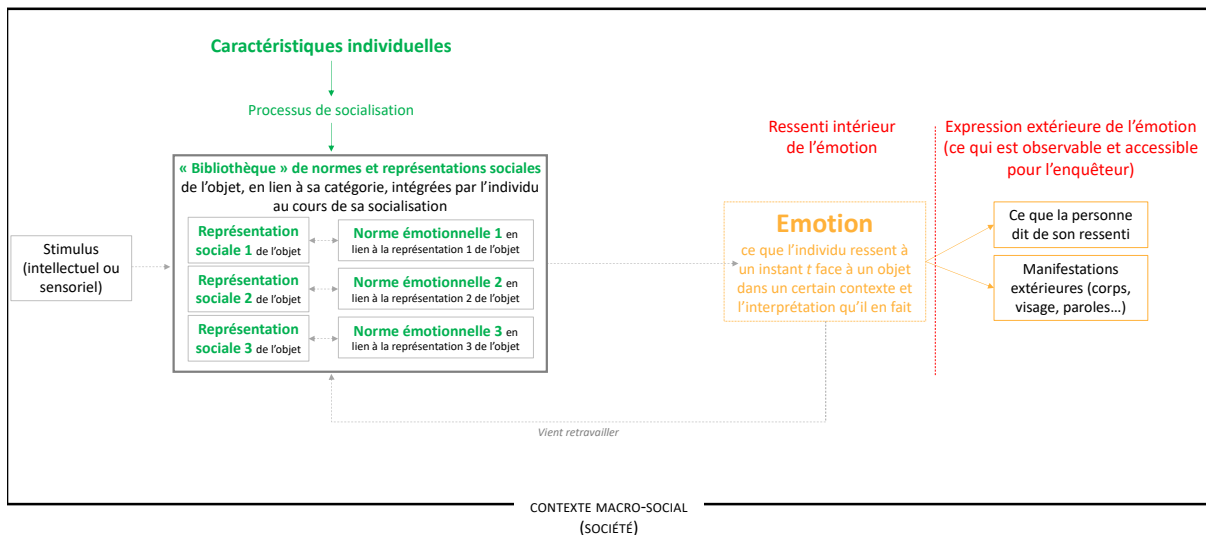 Caractéristiques individuelles
Processus de socialisation
« Bibliothèque » de normes et représentations sociales
de l'objet, en lien à sa catégorie, intégrées par l'individu
au cours de sa socialisation
Représentation
sociale 1 de l'objet
Norme émotionnelle 1 en
lien à la représentation 1 de l'objet
Représentation
sociale 2 de l'objet
Norme émotionnelle 2 en
lien à la représentation 2 de l'objet
Représentation
sociale 3 de l'objet
Norme émotionnelle 3 en
lien à la représentation 3 de l'objet
Stimulus
(intellectuel ou
sensoriel)
Ressenti intérieur
de l'émotion
Expression extérieure de l'émotion
(ce qui est observable et accessible
pour l'enquêteur)
Emotion
ce que l'individu ressent à
un instant t face à un objet
dans un certain contexte et
l'interprétation qu'il en fait
Ce que la personne
dit de son ressenti
Manifestations
extérieures (corps,
visage, paroles…)
Vient retravailler
CONTEXTE MACRO-SOCIAL
(SOCIÉTÉ)